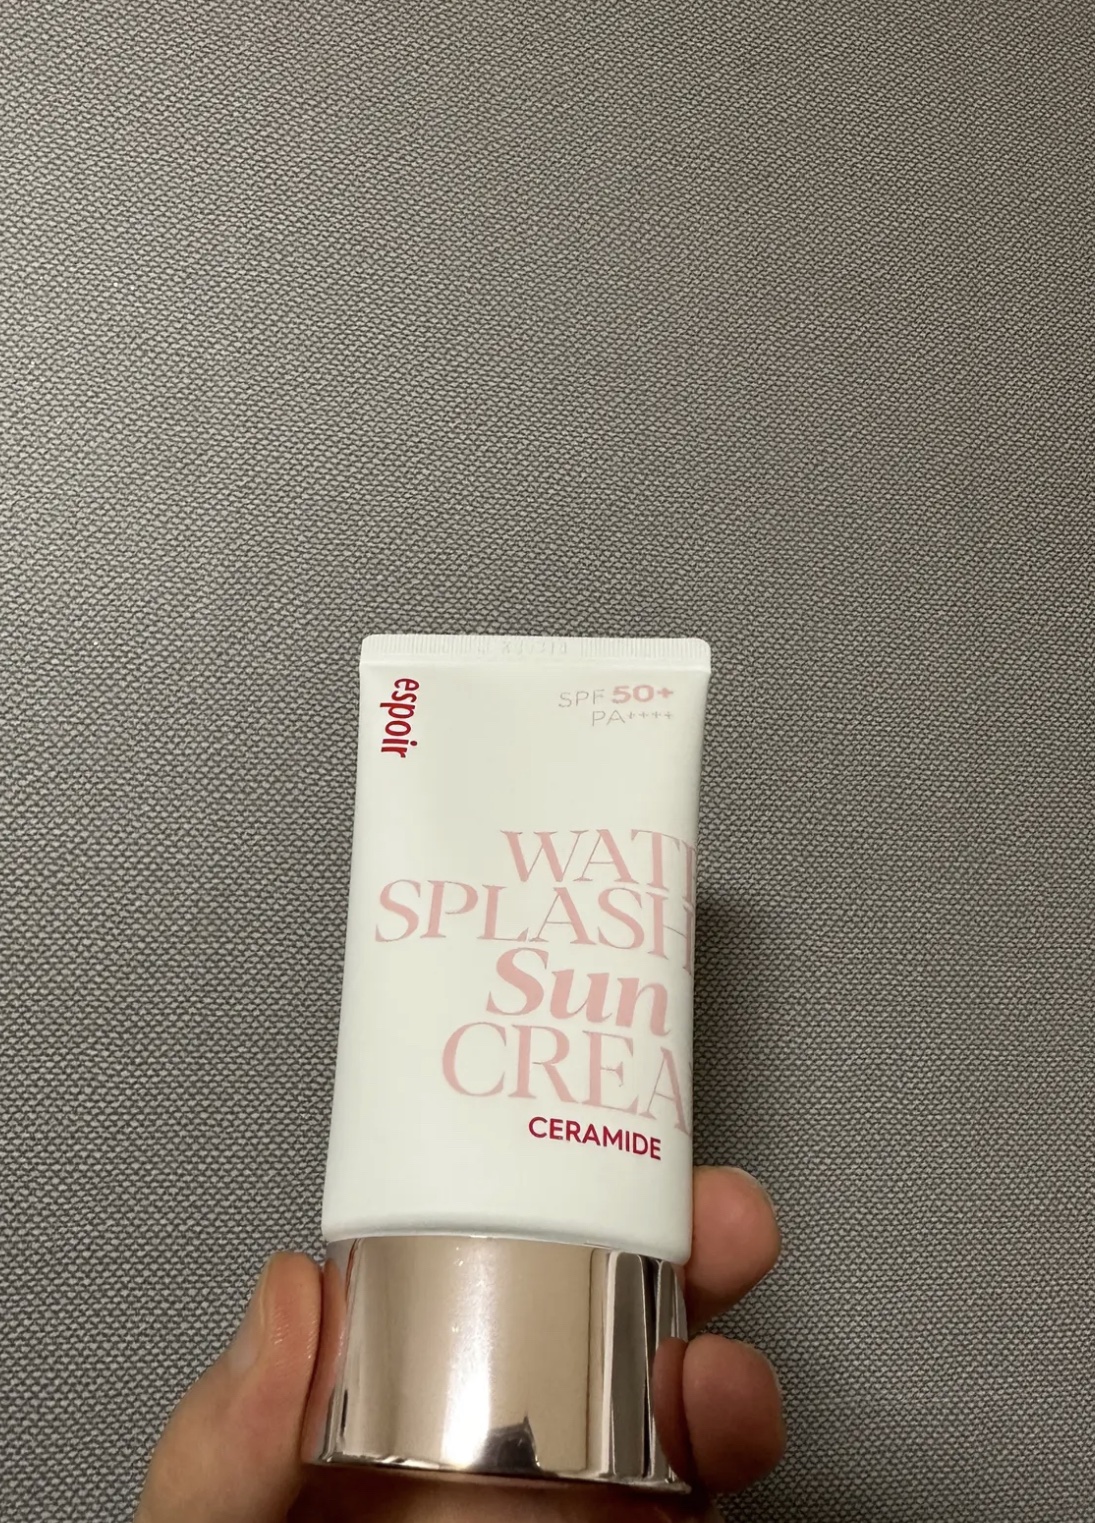 espoir
SPF 50+
PA++++
WAT
SPLASH
Sun
CREA
CERAMIDE